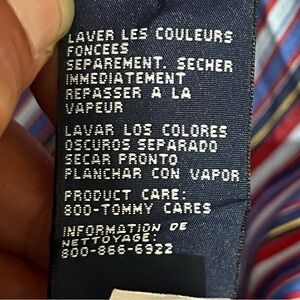 LAVER LES COULEURS
FONCEES
SEPAREMENT. SECHER
IMMEDIATEMENT
REPASSER A LA
VAPEUR
LAVAR LOS COLORES
OSCUROS SEPARADO
SECAR PRONTO
PLANCHAR CON VAPOR
PRODUCT CARE:
800-TOMMY CARES
INFORMATION DE
NETTOYAGE:
800-866-6922